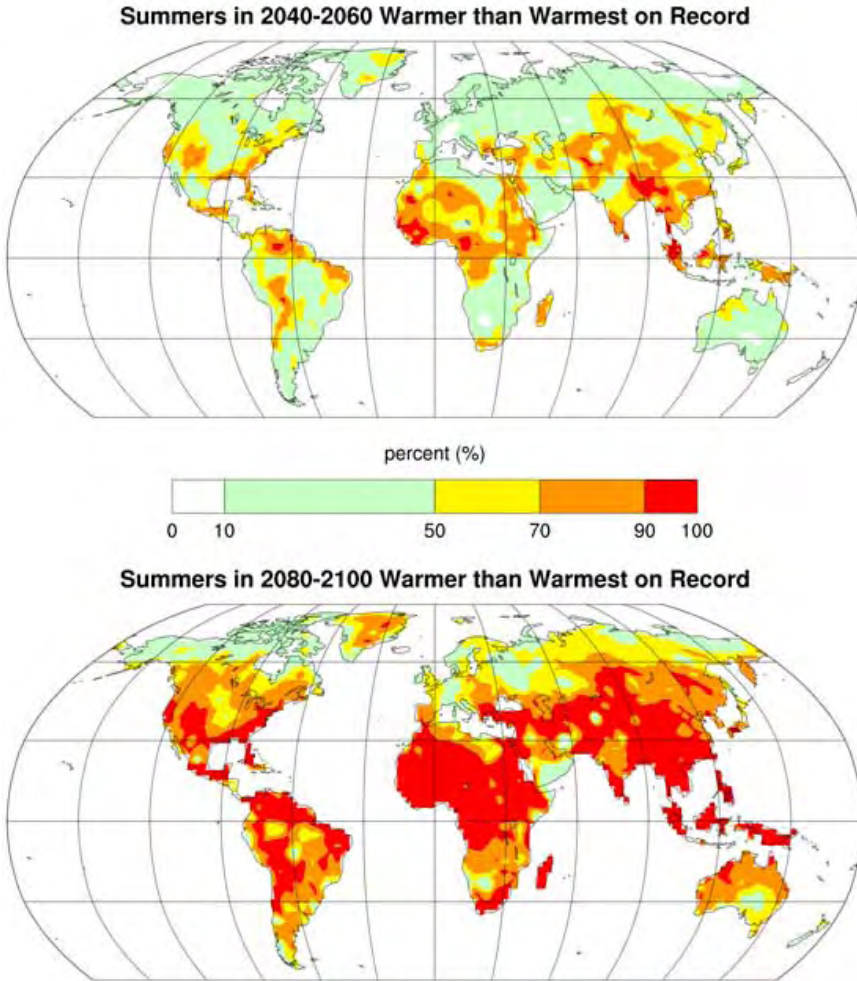 Summers in 2040-2060 Warmer than Warmest on Record
percent (%)
0 10 50 70 90 100
Summers in 2080-2100 Warmer than Warmest on Record